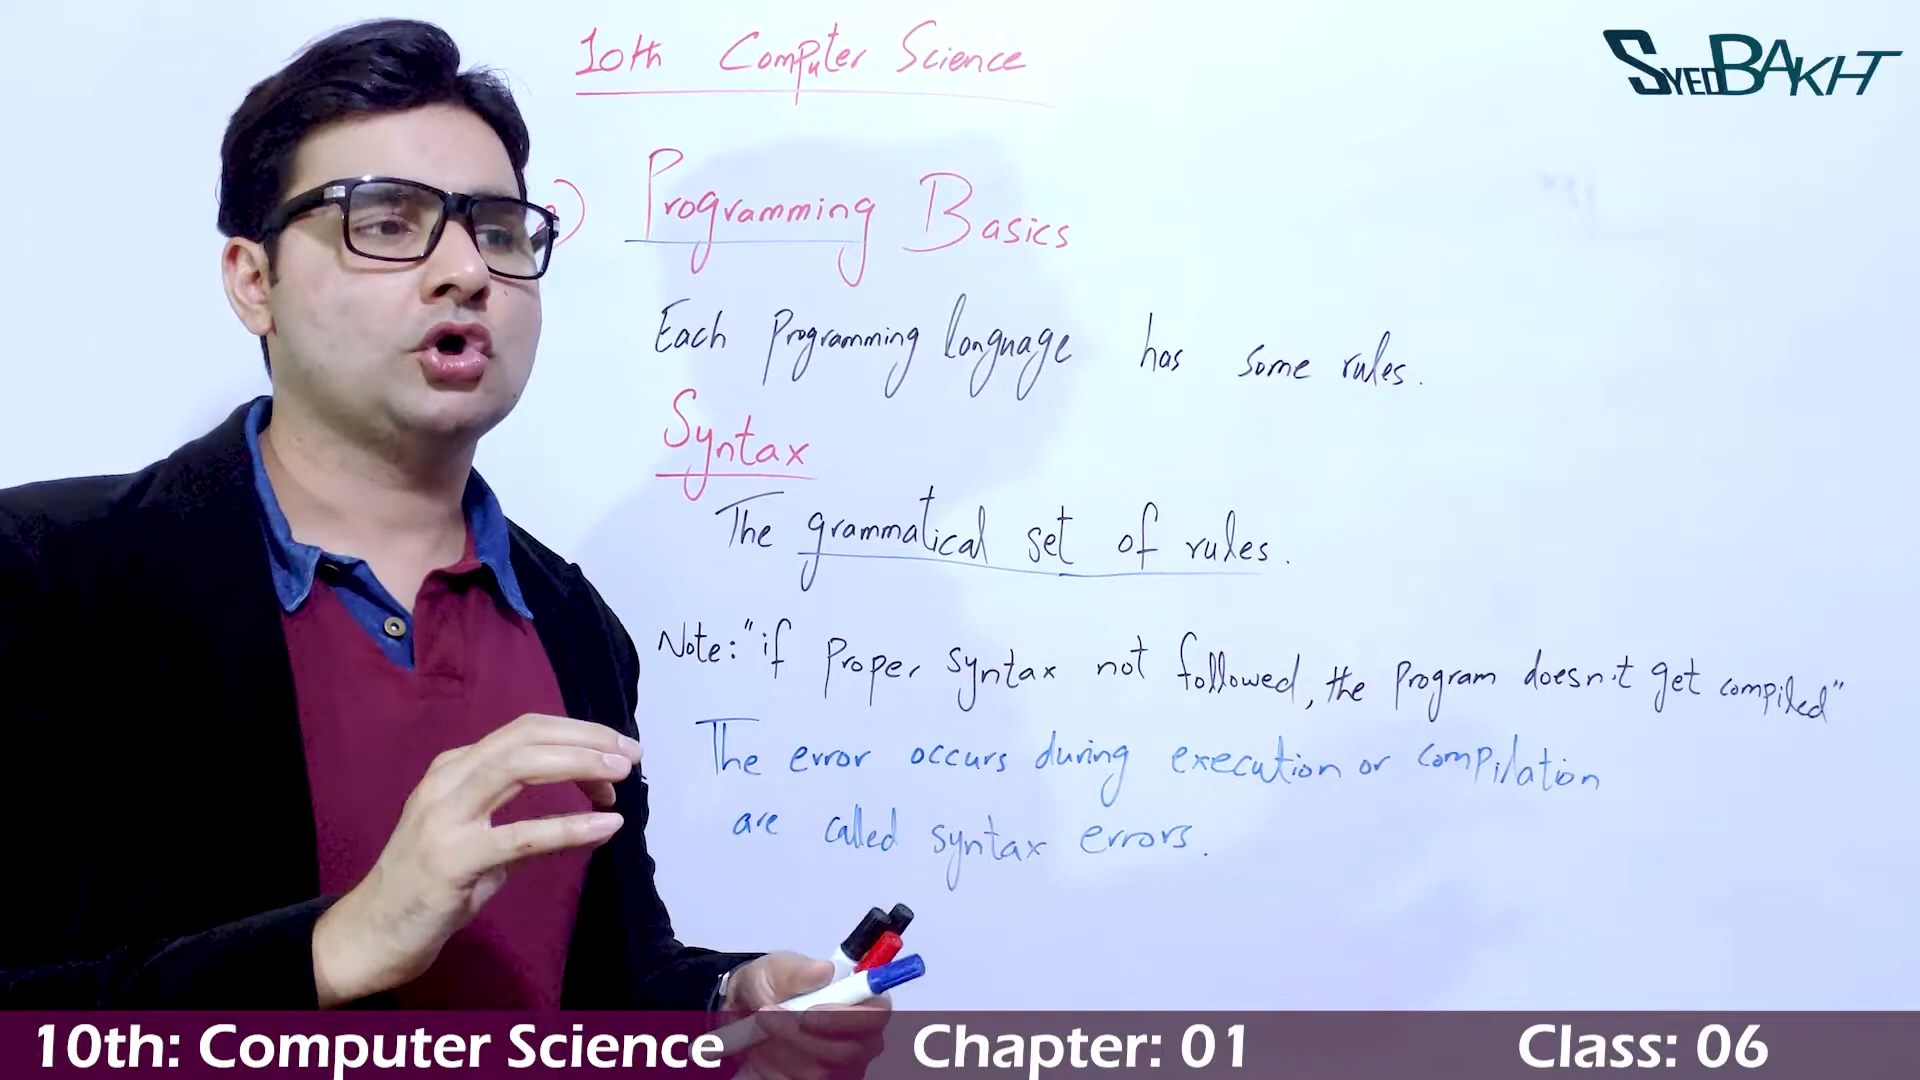 10th Computer Science
SYED BAKHT
Programming Basics
Each Programming language has some rules.
Syntax
The grammatical set of rules.
Note: "if Proper syntax not followed, the Program doesn't get compiled"
The error occurs during execution or compilation
are called syntax errors.
10th: Computer Science
Chapter: 01
Class: 06